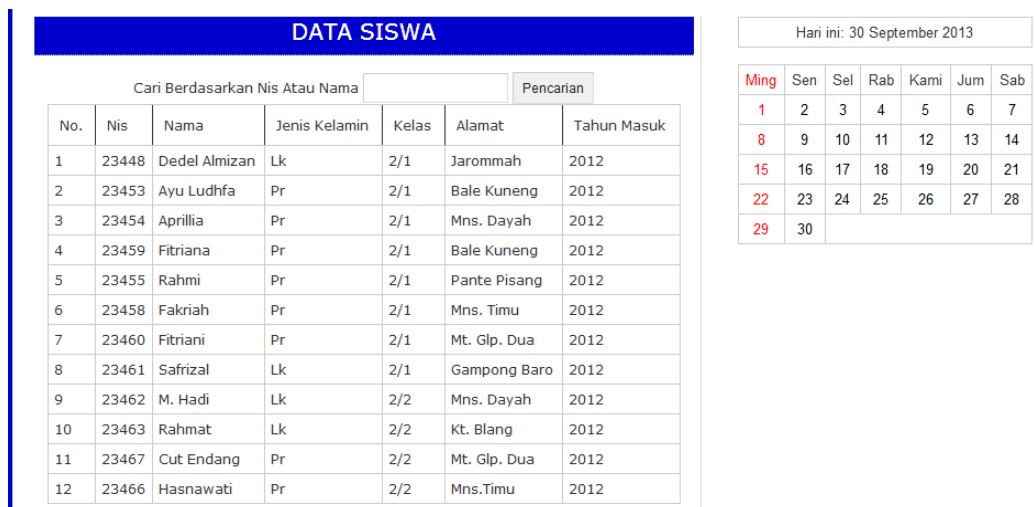 DATA SISWA
Cari Berdasarkan Nis Atau Nama Pencarian
No. Nis Nama Jenis Kelamin Kelas Alamat Tahun Masuk
1 23448 Dedel Almizan Lk 2/1 Jarommah 2012
2 23453 Ayu Ludhfa Pr 2/1 Bale Kuneng 2012
3 23454 Aprillia Pr 2/1 Mns. Dayah 2012
4 23459 Fitriana Pr 2/1 Bale Kuneng 2012
5 23455 Rahmi Pr 2/1 Pante Pisang 2012
6 23458 Fakriah Pr 2/1 Mns. Timu 2012
7 23460 Fitriani Pr 2/1 Mt. Glp. Dua 2012
8 23461 Safrizal Lk 2/1 Gampong Baro 2012
9 23462 M. Hadi Lk 2/2 Mns. Dayah 2012
10 23463 Rahmat Lk 2/2 Kt. Blang 2012
11 23467 Cut Endang Pr 2/2 Mt. Glp. Dua 2012
12 23466 Hasnawati Pr 2/2 Mns.Timu 2012
Hari ini: 30 September 2013
Ming Sen Sel Rab Kami Jum Sab
1 2 3 4 5 6 7
8 9 10 11 12 13 14
15 16 17 18 19 20 21
22 23 24 25 26 27 28
29 30